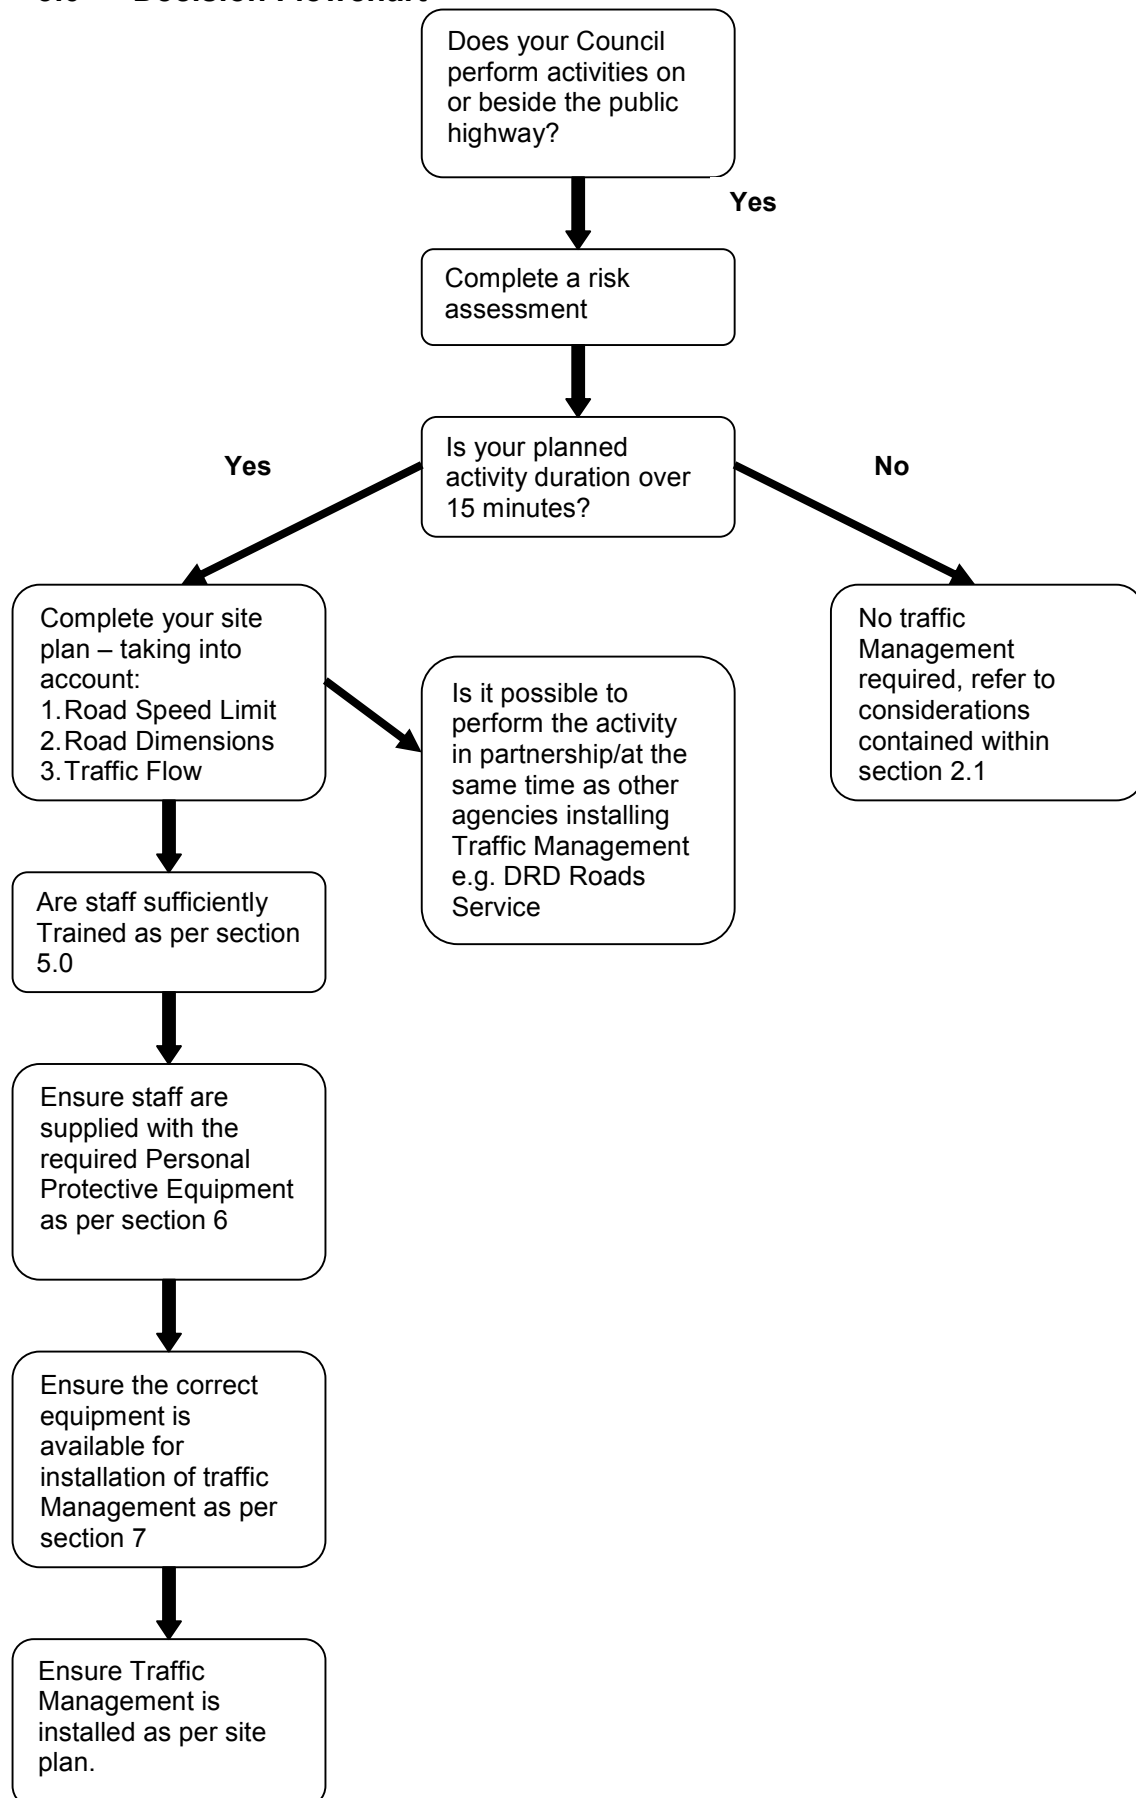 Does your Council
perform activities on
or beside the public
highway?
Yes
Complete a risk
assessment
Is your planned
activity duration over
15 minutes?
Yes
No
Complete your site
plan – taking into
account:
1.Road Speed Limit
2.Road Dimensions
3.Traffic Flow
Is it possible to
perform the activity
in partnership/at the
same time as other
agencies installing
Traffic Management
e.g. DRD Roads
Service
No traffic
Management
required, refer to
considerations
contained within
section 2.1
Are staff sufficiently
Trained as per section
5.0
Ensure staff are
supplied with the
required Personal
Protective Equipment
as per section 6
Ensure the correct
equipment is
available for
installation of traffic
Management as per
section 7
Ensure Traffic
Management is
installed as per site
plan.